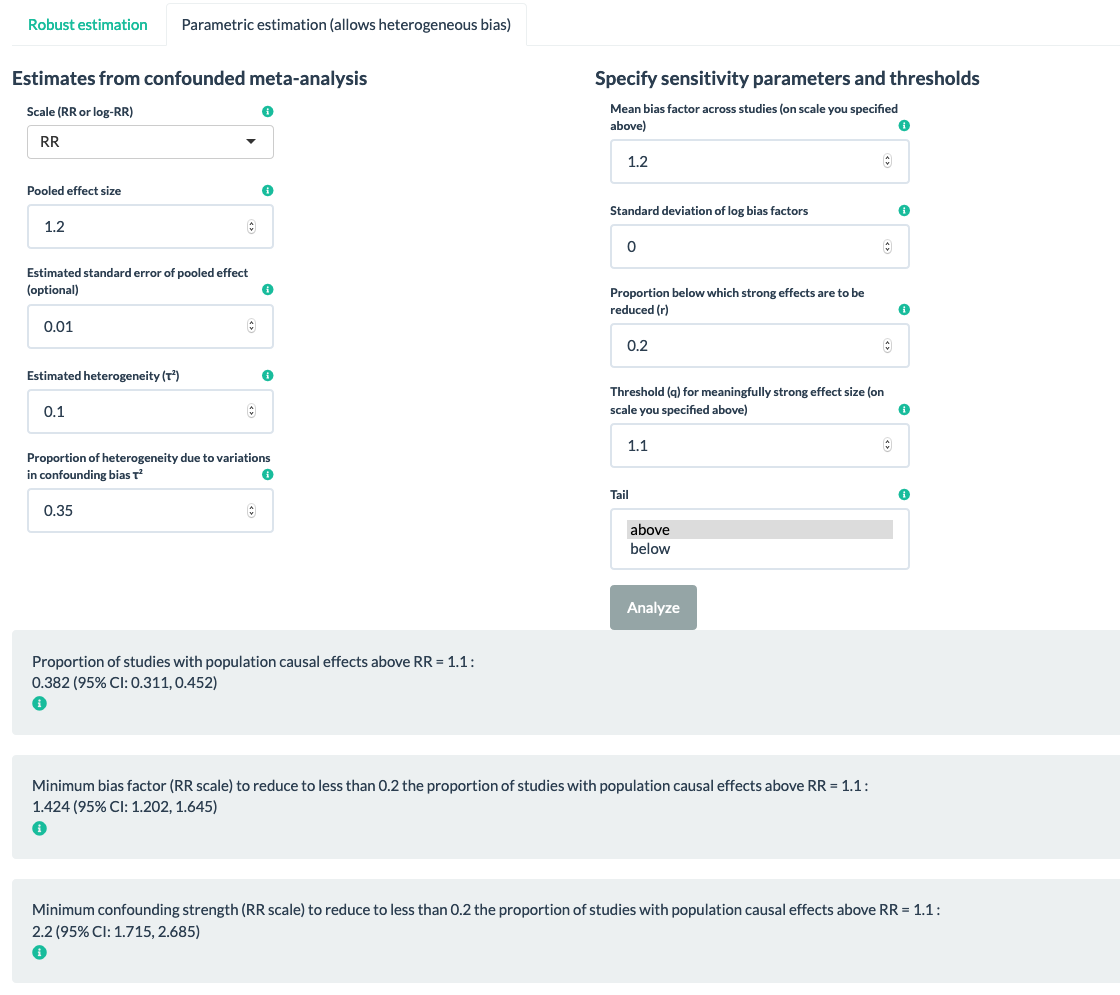 Robust estimation
Parametric estimation (allows heterogeneous bias)
Estimates from confounded meta-analysis
Scale (RR or log-RR)
RR
Pooled effect size
1.2
Estimated standard error of pooled effect
(optional)
0.01
Estimated heterogeneity (τ²)
0.1
Proportion of heterogeneity due to variations
in confounding bias τ²
0.35
Specify sensitivity parameters and thresholds
Mean bias factor across studies (on scale you specified
above)
1.2
Standard deviation of log bias factors
0
Proportion below which strong effects are to be
reduced (r)
0.2
Threshold (q) for meaningfully strong effect size (on
scale you specified above)
1.1
Tail
above
below
Analyze
Proportion of studies with population causal effects above RR = 1.1 :
0.382 (95% CI: 0.311, 0.452)
Minimum bias factor (RR scale) to reduce to less than 0.2 the proportion of studies with population causal effects above RR = 1.1 :
1.424 (95% CI: 1.202, 1.645)
Minimum confounding strength (RR scale) to reduce to less than 0.2 the proportion of studies with population causal effects above RR = 1.1 :
2.2 (95% CI: 1.715, 2.685)